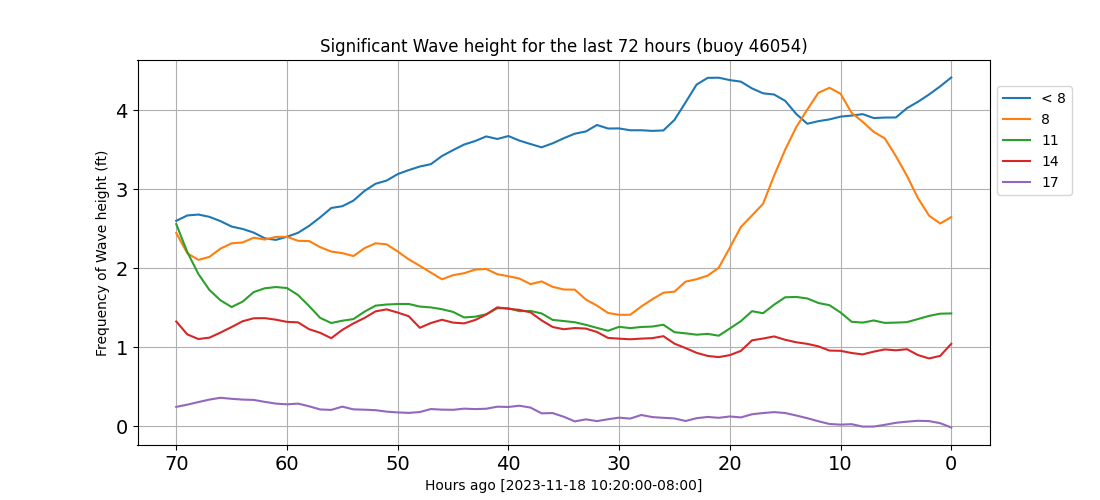 Significant Wave height for the last 72 hours (buoy 46054)
Frequency of Wave height (ft)
4
3
2
1
0
70 60 50 40 30 20 10 0
Hours ago [2023-11-18 10:20:00-08:00]
< 8
8
11
14
17